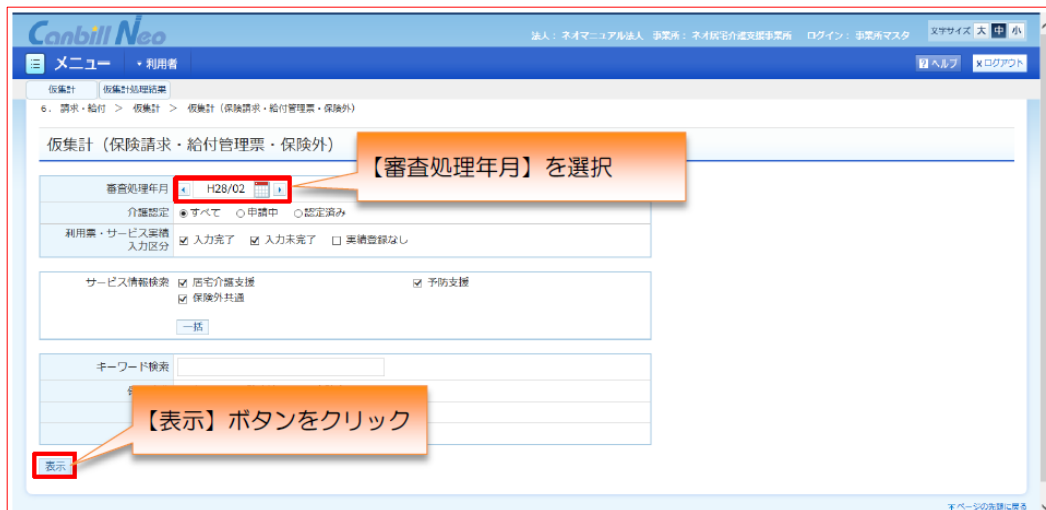 Canbill Neo
法人：ネオマニュアル法人 事業所：ネオ居宅介護支援事業所 ログイン：事業所マスタ 文字サイズ 大 中 小
メニュー ▼利用者 ? ヘルプ xログアウト
仮集計 仮集計処理結果
6. 請求・給付 > 仮集計 > 仮集計（保険請求・給付管理票・保険外）
仮集計（保険請求・給付管理票・保険外）
【審査処理年月】を選択
審査処理年月 H28/02
介護認定 すべて 申請中 認定済み
利用票・サービス実績
入力区分 入力完了 入力未完了 実績登録なし
サービス情報検索 居宅介護支援 予防支援
保険外共通
一括
キーワード検索
【表示】ボタンをクリック
表示
ページの先頭に戻る